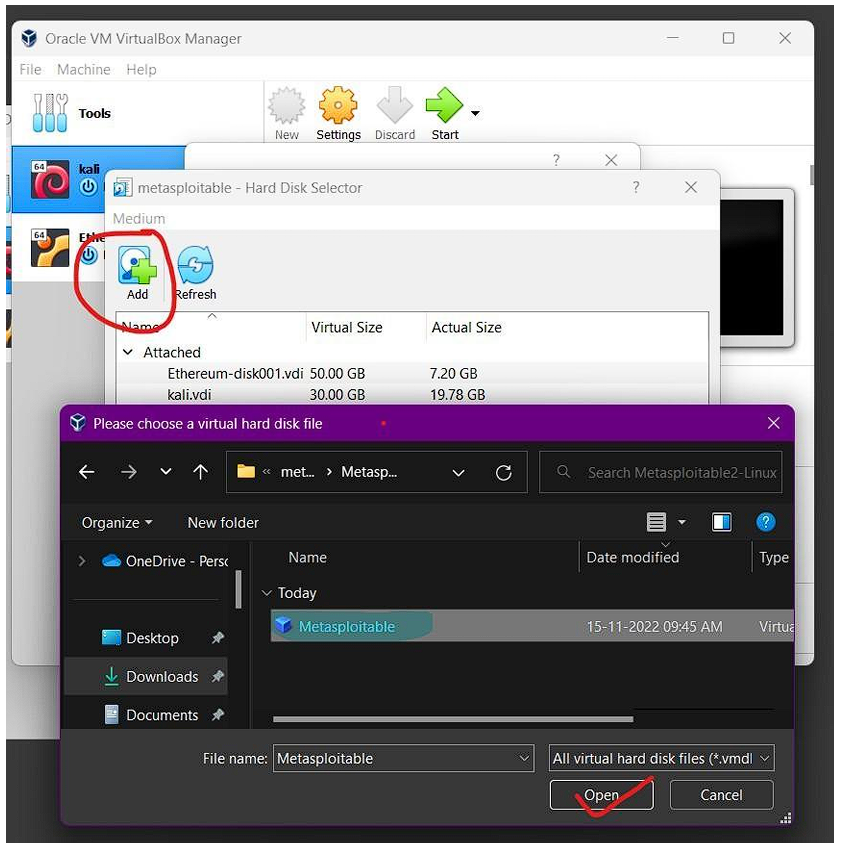 Oracle VM VirtualBox Manager
File Machine Help
Tools
New Settings Discard Start
64 kali
?
metasploitable - Hard Disk Selector ?
Medium
64 Ethe
Add Refresh
Name Virtual Size Actual Size
Attached
Ethereum-disk001.vdi 50.00 GB 7.20 GB
kali.vdi 30.00 GB 19.78 GB
Please choose a virtual hard disk file
« met... › Metasp... Search Metasploitable2-Linux
Organize New folder ?
OneDrive - Perso Name Date modified Type
Today
Metasploitable 15-11-2022 09:45 AM Virtua
Desktop
Downloads
Documents
File name: Metasploitable All virtual hard disk files (*.vmdl
Open Cancel